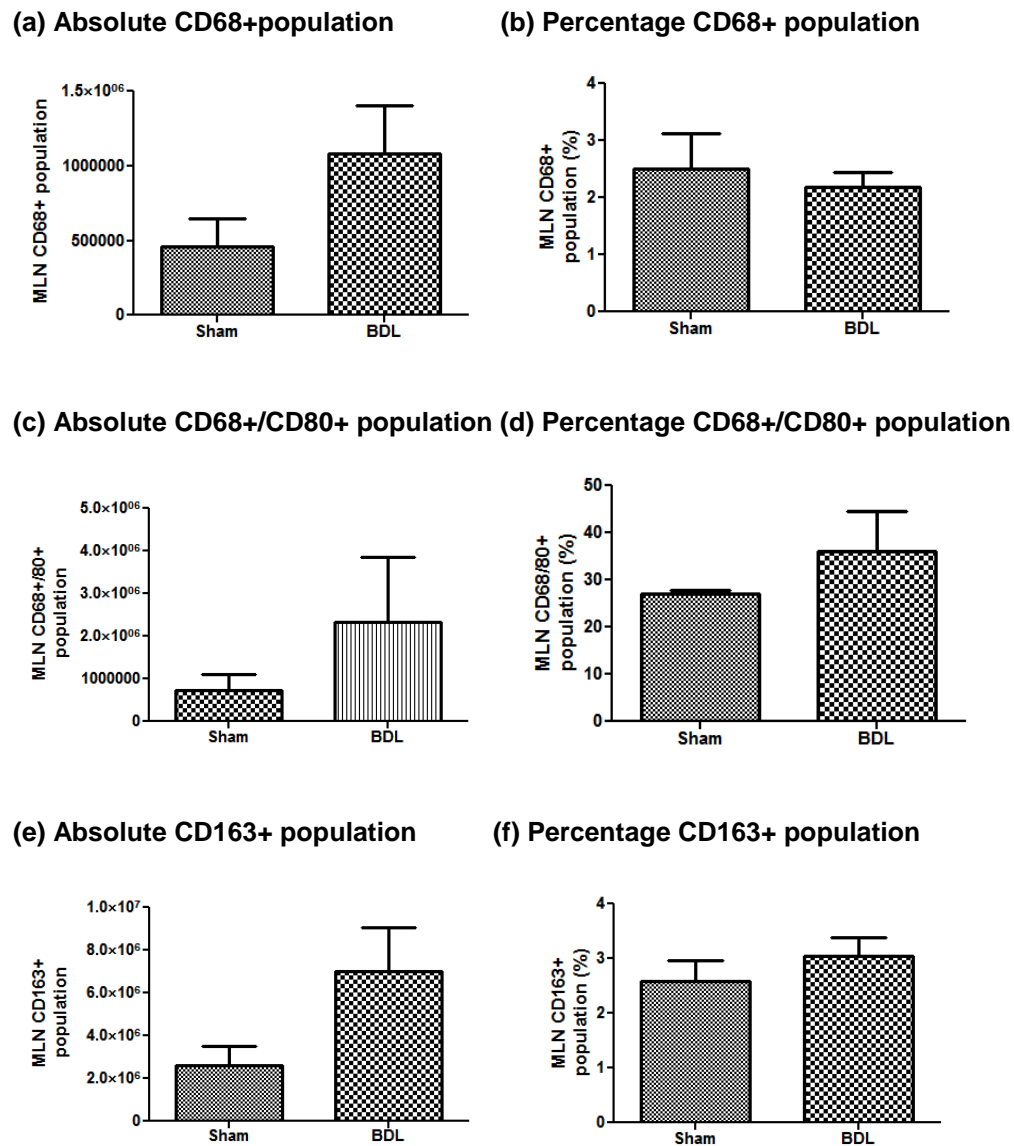 (a) Absolute CD68+population
(b) Percentage CD68+ population
MLN CD68+ population
1.5×10⁰⁶
1000000
500000
0
Sham
BDL
MLN CD68+
population (%)
4
3
2
1
0
Sham
BDL
(c) Absolute CD68+/CD80+ population
(d) Percentage CD68+/CD80+ population
MLN CD68+/80+
population
5.0×10⁰⁶
4.0×10⁰⁶
3.0×10⁰⁶
2.0×10⁰⁶
1000000
0
Sham
BDL
MLN CD68/80+
population (%)
50
40
30
20
10
0
Sham
BDL
(e) Absolute CD163+ population
(f) Percentage CD163+ population
MLN CD163+
population
1.0×10⁷
8.0×10⁶
6.0×10⁶
4.0×10⁶
2.0×10⁶
0
Sham
BDL
MLN CD163+
population (%)
4
3
2
1
0
Sham
BDL